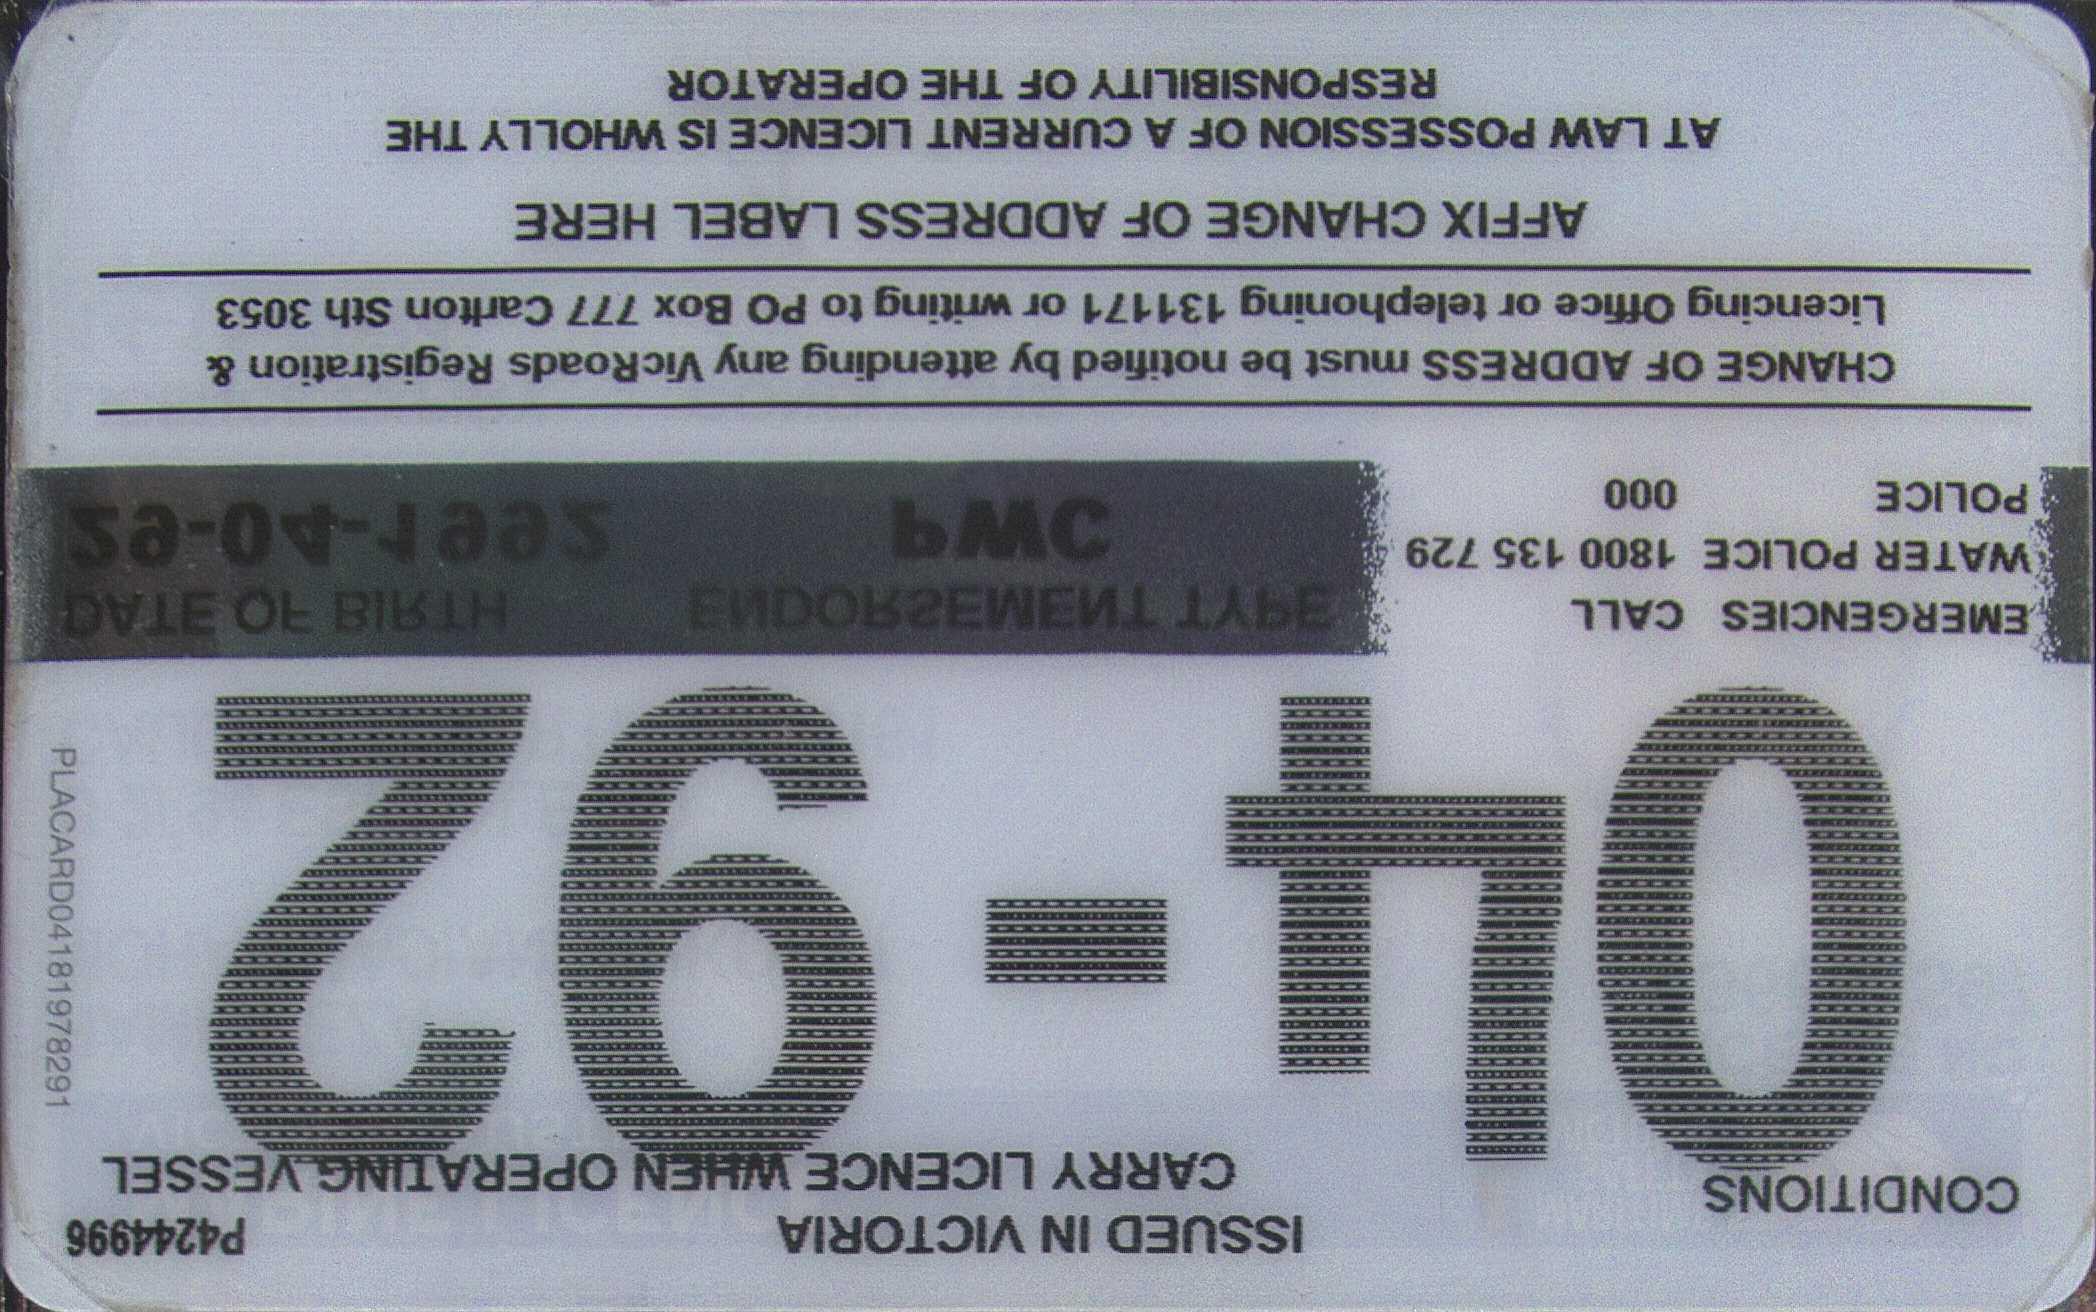 ISSUED IN VICTORIA P4244996
CONDITIONS CARRY LICENCE WHEN OPERATING VESSEL
04-92
PLACARD04181978291
EMERGENCIES CALL
WATER POLICE 1800 135 729
POLICE 000
DATE OF BIRTH ENDORSEMENT TYPE
29-04-1992 PWC
CHANGE OF ADDRESS must be notified by attending any VicRoads Registration &
Licencing Office or telephoning 131171 or writing to PO Box 777 Carlton Sth 3053
AFFIX CHANGE OF ADDRESS LABEL HERE
AT LAW POSSESSION OF A CURRENT LICENCE IS WHOLLY THE
RESPONSIBILITY OF THE OPERATOR